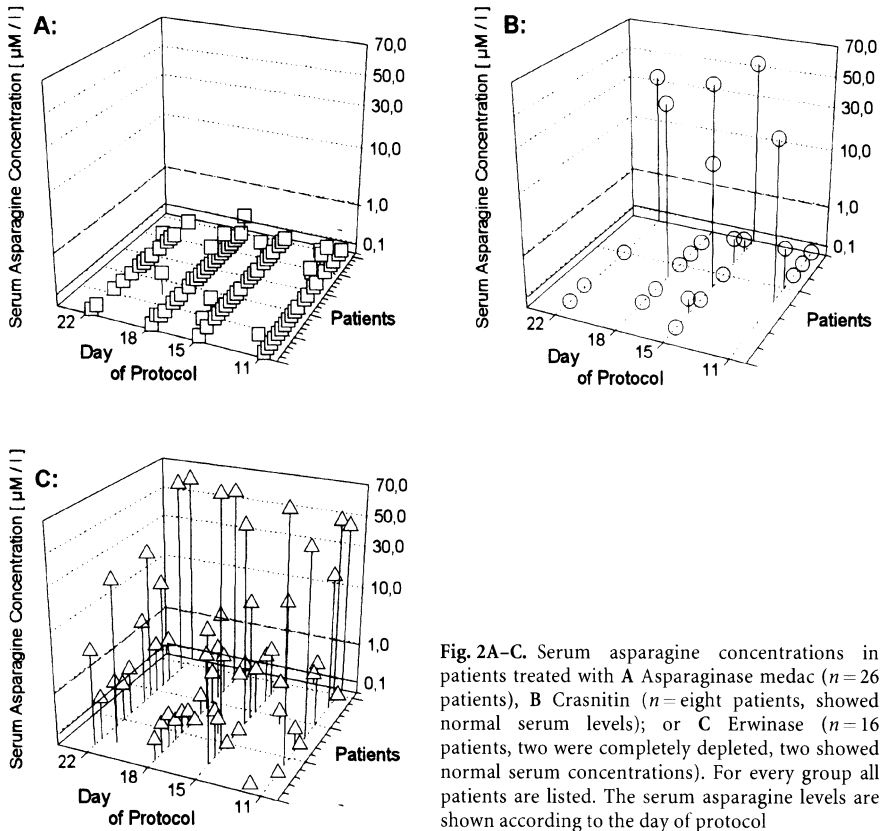 A:
Serum Asparagine Concentration [ µM / l ]
70,0
50,0
30,0
10,0
1,0
0,1
22
18
15
11
Day
of Protocol
Patients
B:
Serum Asparagine Concentration [ µM / l ]
70,0
50,0
30,0
10,0
1,0
0,1
22
18
15
11
Day
of Protocol
Patients
C:
Serum Asparagine Concentration [ µM / l ]
70,0
50,0
30,0
10,0
1,0
0,1
22
18
15
11
Day
of Protocol
Patients
Fig. 2A–C. Serum asparagine concentrations in
patients treated with A Asparaginase medac (n = 26
patients), B Crasnitin (n = eight patients, showed
normal serum levels); or C Erwinase (n = 16
patients, two were completely depleted, two showed
normal serum concentrations). For every group all
patients are listed. The serum asparagine levels are
shown according to the day of protocol